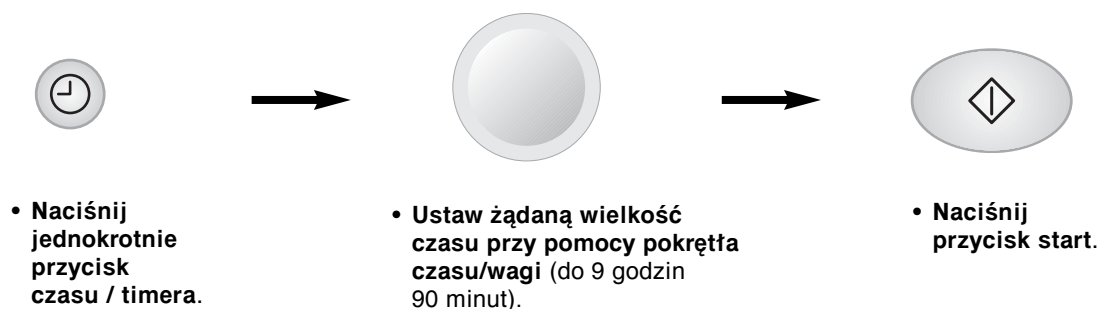 • Naciśnij
jednokrotnie
przycisk
czasu / timera.
• Ustaw żądaną wielkość
czasu przy pomocy pokrętła
czasu/wagi (do 9 godzin
90 minut).
• Naciśnij
przycisk start.